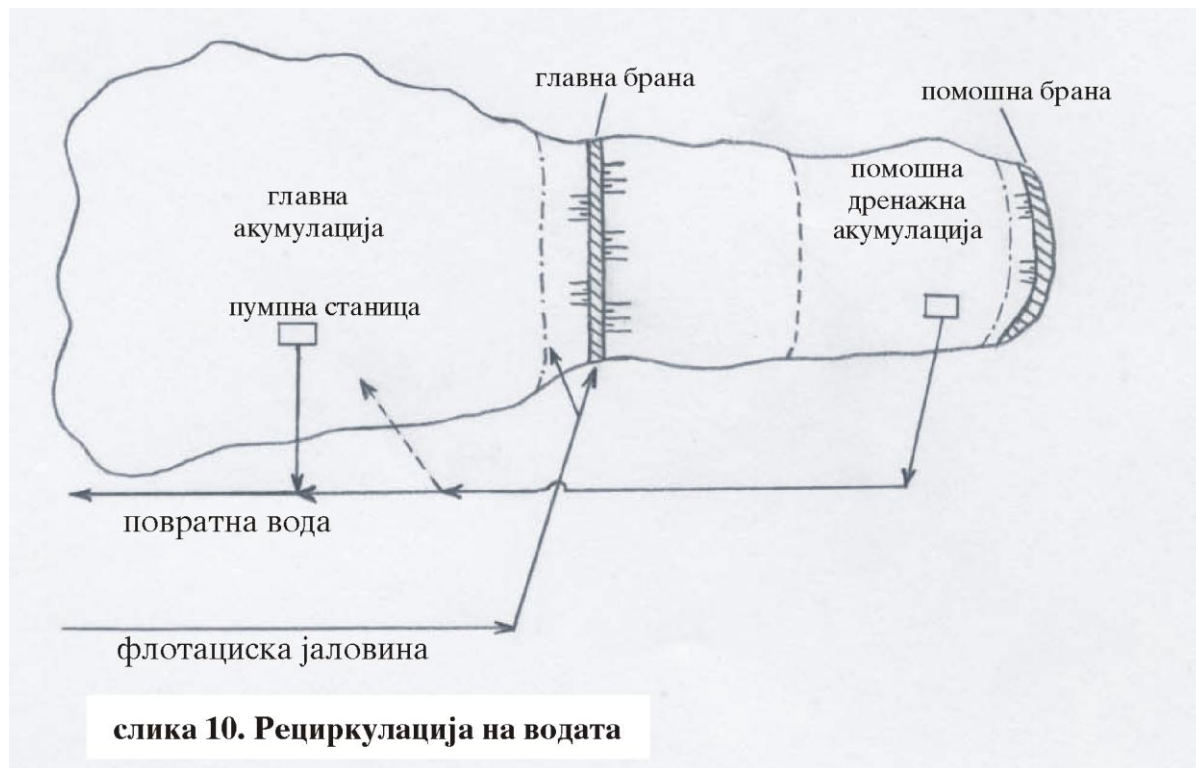 главна брана
помошна брана
главна
акумулација
помошна
дренажна
акумулација
пумпна станица
повратна вода
флотациска јаловина
слика 10. Рециркулација на водата